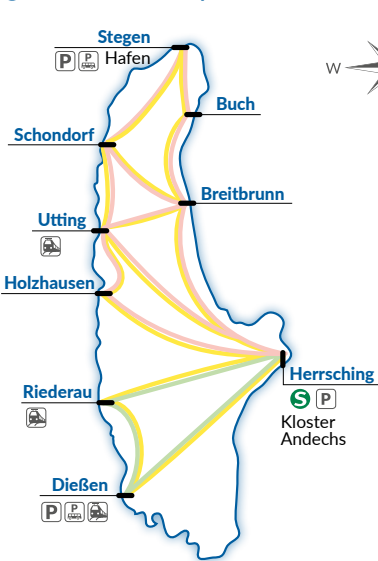 Stegen
P P Hafen
W
Buch
Schondorf
Breitbrunn
Utting
Holzhausen
Herrsching
S P
Kloster
Andechs
Riederau
Dießen
P P